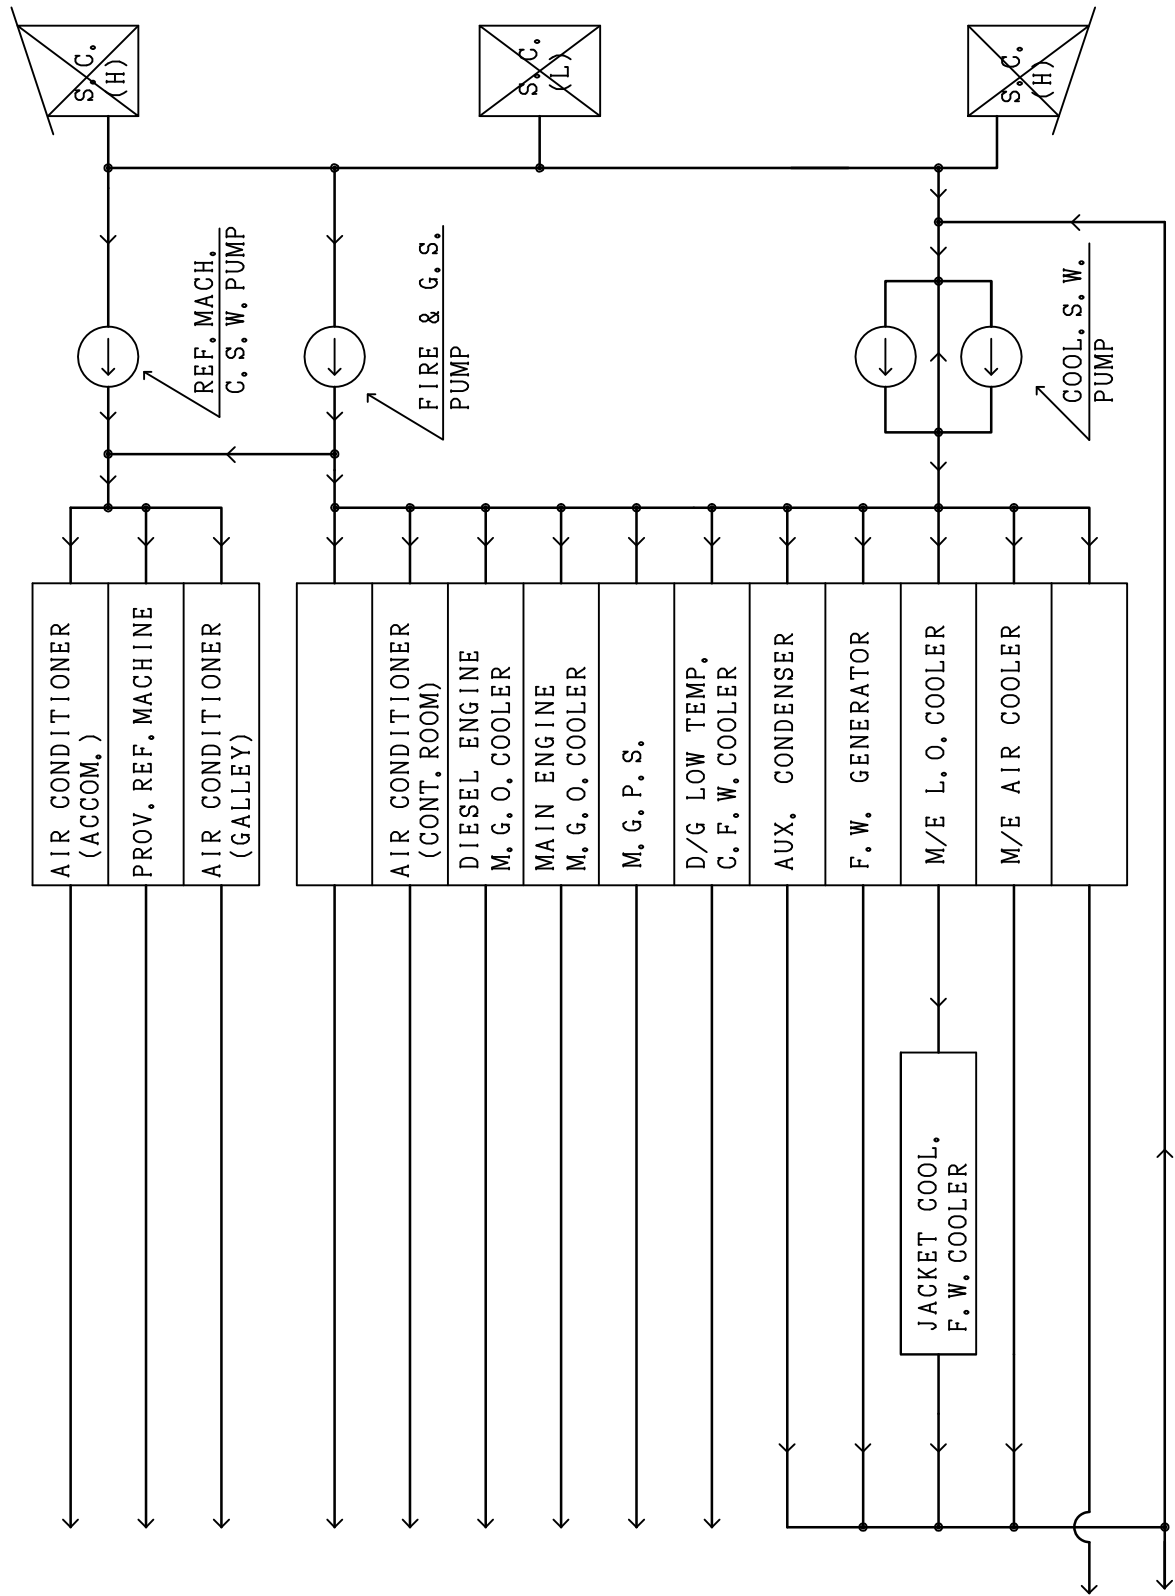 S.C.
(H)
S.C.
(L)
S.C.
(H)
REF.MACH.
C.S.W.PUMP
FIRE & G.S.
PUMP
COOL.S.W.
PUMP
AIR CONDITIONER
(ACCOM.)
PROV.REF.MACHINE
AIR CONDITIONER
(GALLEY)
AIR CONDITIONER
(CONT.ROOM)
DIESEL ENGINE
M.G.O.COOLER
MAIN ENGINE
M.G.O.COOLER
M.G.P.S.
D/G LOW TEMP.
C.F.W.COOLER
AUX. CONDENSER
F.W. GENERATOR
M/E L.O.COOLER
M/E AIR COOLER
JACKET COOL.
F.W.COOLER